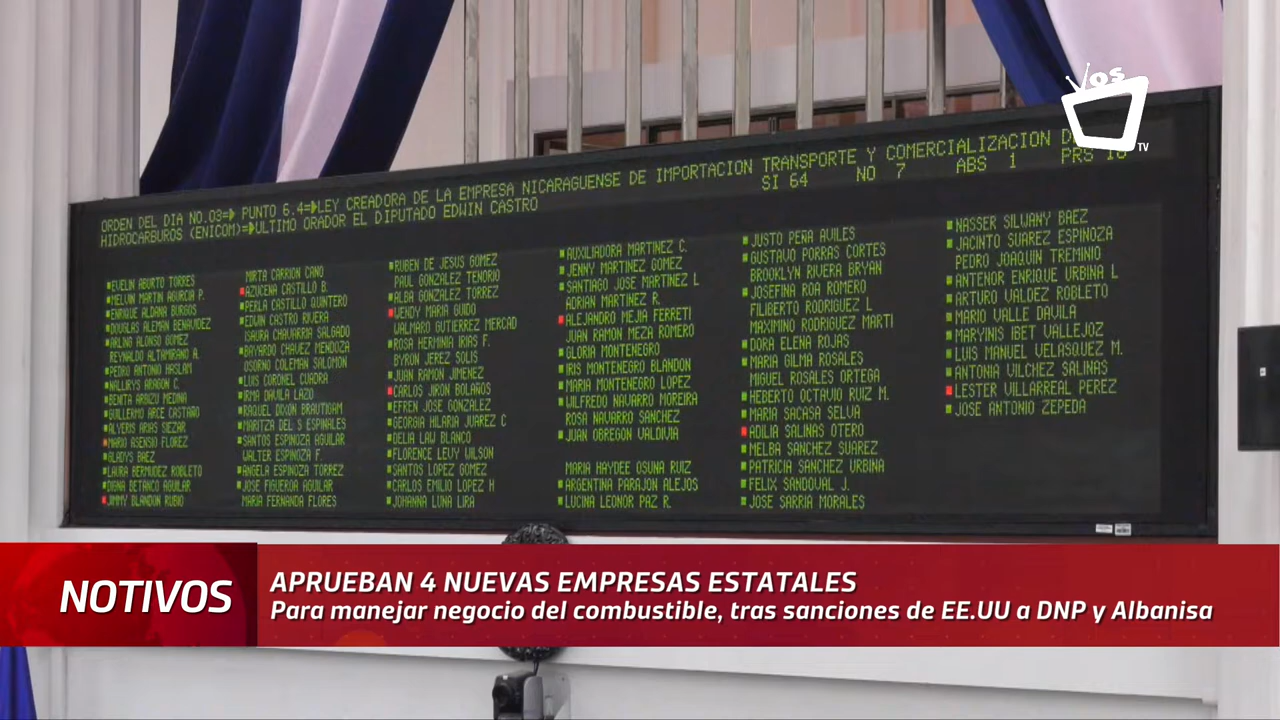 VOS
TV
ORDEN DEL DIA NO.03=> PUNTO 6.4=>LEY CREADORA DE LA EMPRESA NICARAGUENSE DE IMPORTACION TRANSPORTE Y COMERCIALIZACION
HIDROCARBUROS (ENICOM)=>ULTIMO ORADOR EL DIPUTADO EDWIN CASTRO
SI 64 NO 7 ABS 1 PRS
EVELIN ABURTO TORRES
MELVIN MARTIN AGURCIA P.
ENRIQUE ALDANA BURGOS
DOUGLAS ALEMAN BENAVIDEZ
ARLING ALONSO GOMEZ
REYNALDO ALTAMIRANO A.
PEDRO ANTONIO HASLAM
WALLIRYS ARAGON C.
BENITA ARBAZU MEDINA
GUILLERMO ARCE CASTAÑO
ALYERIS ARIAS SIEZAR
MARIO ASENSIO FLOREZ
GLADYS BAEZ
LAURA BERMUDEZ ROBLETO
DIGNA BETANCO AGUILAR
JIMMY BLANDON RUBIO
MIRTA CARRION CANO
AZUCENA CASTILLO B.
PERLA CASTILLO QUINTERO
EDWIN CASTRO RIVERA
ISAURA CHAVARRIA SALGADO
BAYARDO CHAVEZ MENDOZA
OSORNO COLEMAN SALOMON
LUIS CORONEL CUADRA
IRMA DAVILA LAZO
RAQUEL DIXON BRAUTIGAM
MARITZA DEL S ESPINALES
SANTOS ESPINOZA AGUILAR
WALTER ESPINOZA F.
ANGELA ESPINOZA TORREZ
JOSE FIGUEROA AGUILAR
MARIA FERNANDA FLORES
RUBEN DE JESUS GOMEZ
PAUL GONZALEZ TENORIO
ALBA GONZALEZ TORREZ
WENDY MARIA GUIDO
WALMARO GUTIERREZ MERCAD
ROSA HERMINIA IRIAS F.
BYRON JEREZ SOLIS
JUAN RAMON JIMENEZ
CARLOS JIRON BOLAÑOS
EFREN JOSE GONZALEZ
GEORGIA HILARIA JUAREZ C
DELIA LAW BLANCO
FLORENCE LEVY WILSON
SANTOS LOPEZ GOMEZ
CARLOS EMILIO LOPEZ H
JOHANNA LUNA LIRA
AUXILIADORA MARTINEZ C.
JENNY MARTINEZ GOMEZ
SANTIAGO JOSE MARTINEZ L
ADRIAN MARTINEZ R.
ALEJANDRO MEJIA FERRETI
JUAN RAMON MEZA ROMERO
GLORIA MONTENEGRO
IRIS MONTENEGRO BLANDON
MARIA MONTENEGRO LOPEZ
WILFREDO NAVARRO MOREIRA
ROSA NAVARRO SANCHEZ
JUAN OBREGON VALDIVIA
MARIA HAYDEE OSUNA RUIZ
ARGENTINA PARAJON ALEJOS
LUCINA LEONOR PAZ R.
JUSTO PEÑA AVILES
GUSTAVO PORRAS CORTES
BROOKLYN RIVERA BRYAN
JOSEFINA ROA ROMERO
FILIBERTO RODRIGUEZ L
MAXIMINO RODRIGUEZ MARTI
DORA ELENA ROJAS
MARIA GILMA ROSALES
MIGUEL ROSALES ORTEGA
HEBERTO OCTAVIO RUIZ M.
MARIA SACASA SELVA
ADILIA SALINAS OTERO
MELBA SANCHEZ SUAREZ
PATRICIA SANCHEZ URBINA
FELIX SANDOVAL J.
JOSE SARRIA MORALES
NASSER SILWANY BAEZ
JACINTO SUAREZ ESPINOZA
PEDRO JOAQUIN TREMINIO
ANTENOR ENRIQUE URBINA L
ARTURO VALDEZ ROBLETO
MARIO VALLE DAVILA
MARYINIS IBET VALLEJOZ
LUIS MANUEL VELASQUEZ M.
ANTONIA VILCHEZ SALINAS
LESTER VILLARREAL PEREZ
JOSE ANTONIO ZEPEDA
NOTIVOS
APRUEBAN 4 NUEVAS EMPRESAS ESTATALES
Para manejar negocio del combustible, tras sanciones de EE.UU a DNP y Albanisa